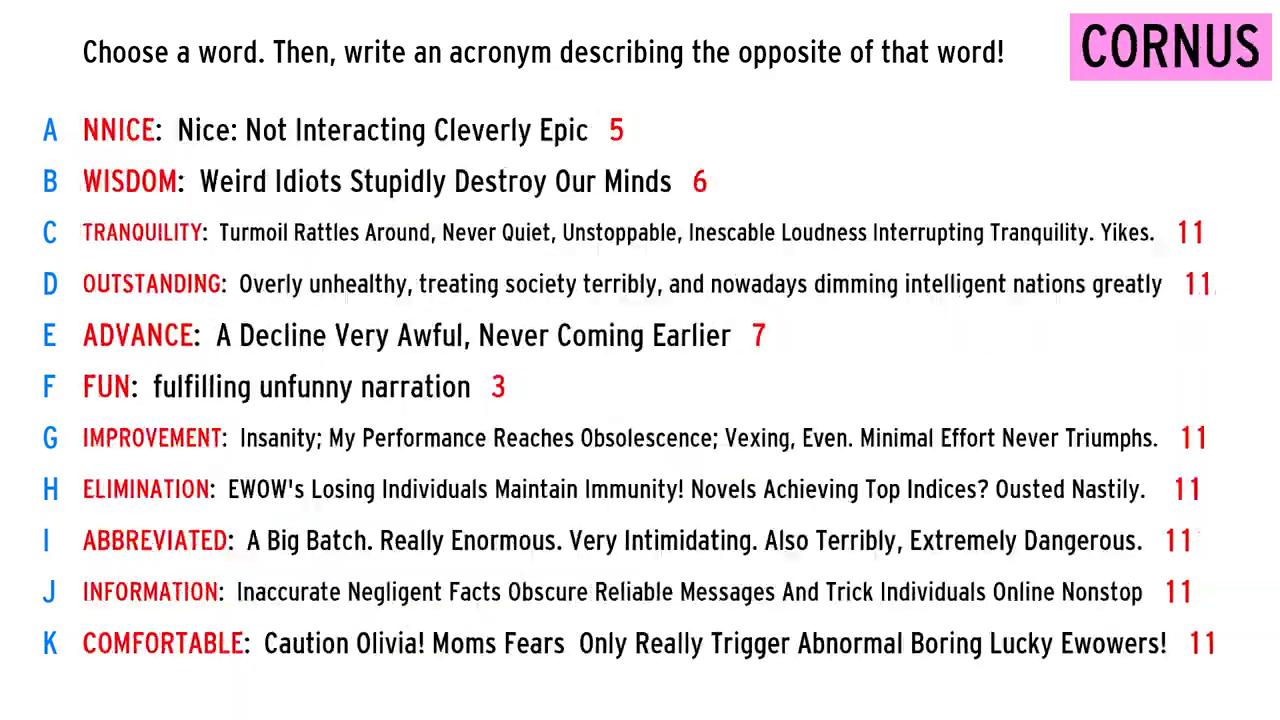 Choose a word. Then, write an acronym describing the opposite of that word!
CORNUS
A NNICE: Nice: Not Interacting Cleverly Epic 5
B WISDOM: Weird Idiots Stupidly Destroy Our Minds 6
C TRANQUILITY: Turmoil Rattles Around, Never Quiet, Unstoppable, Inescable Loudness Interrupting Tranquility. Yikes. 11
D OUTSTANDING: Overly unhealthy, treating society terribly, and nowadays dimming intelligent nations greatly 11
E ADVANCE: A Decline Very Awful, Never Coming Earlier 7
F FUN: fulfilling unfunny narration 3
G IMPROVEMENT: Insanity; My Performance Reaches Obsolescence; Vexing, Even. Minimal Effort Never Triumphs. 11
H ELIMINATION: EWOW's Losing Individuals Maintain Immunity! Novels Achieving Top Indices? Ousted Nastily. 11
I ABBREVIATED: A Big Batch. Really Enormous. Very Intimidating. Also Terribly, Extremely Dangerous. 11
J INFORMATION: Inaccurate Negligent Facts Obscure Reliable Messages And Trick Individuals Online Nonstop 11
K COMFORTABLE: Caution Olivia! Moms Fears Only Really Trigger Abnormal Boring Lucky Ewowers! 11